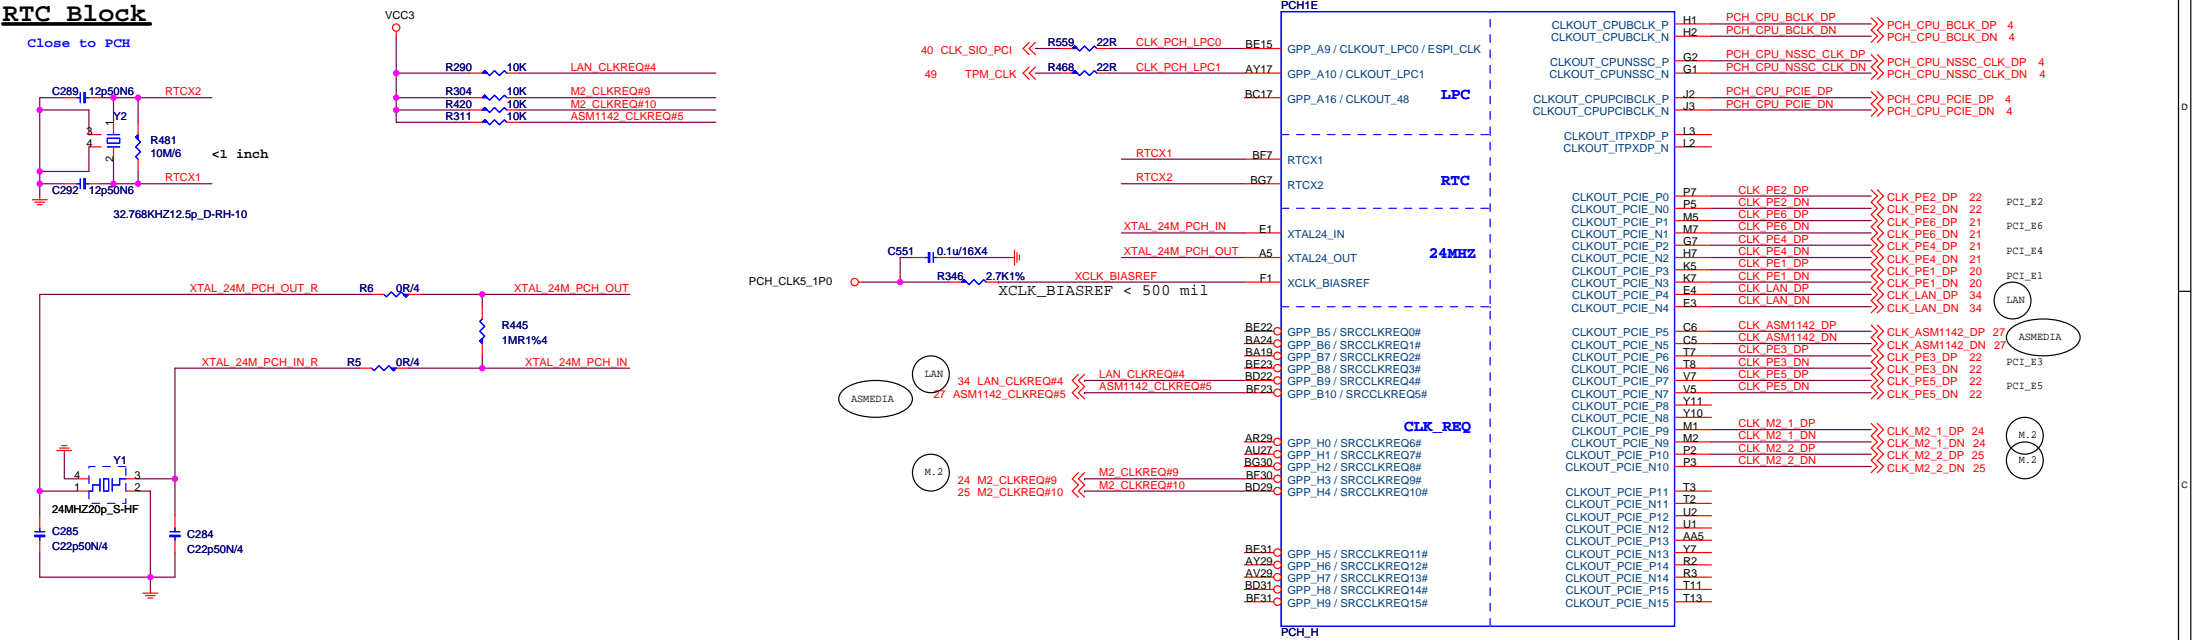 RTC Block
Close to PCH
C289 12p50N6 RTCX2
Y2
1
3
4
2
R481
10M/6
<1 inch
C292 12p50N6 RTCX1
32.768KHZ12.5p_D-RH-10
VCC3
R290 10K LAN_CLKREQ#4
R304 10K M2_CLKREQ#9
R420 10K M2_CLKREQ#10
R311 10K ASM1142_CLKREQ#5
XTAL_24M_PCH_OUT_R R6 0R/4 XTAL_24M_PCH_OUT
R445
1MR1%4
XTAL_24M_PCH_IN_R R5 0R/4 XTAL_24M_PCH_IN
Y1
4 3
1 2
24MHZ20p_S-HF
C285
C22p50N/4
C284
C22p50N/4
PCH1E
40 CLK_SIO_PCI R559 22R CLK_PCH_LPC0 BE15 GPP_A9 / CLKOUT_LPC0 / ESPI_CLK
49 TPM_CLK R468 22R CLK_PCH_LPC1 AY17 GPP_A10 / CLKOUT_LPC1
BC17 GPP_A16 / CLKOUT_48
LPC
RTCX1 BF7 RTCX1
RTCX2 BG7 RTCX2
RTC
XTAL_24M_PCH_IN E1 XTAL24_IN
XTAL_24M_PCH_OUT A5 XTAL24_OUT
24MHZ
C551 0.1u/16X4
PCH_CLK5_1P0 R346 2.7K1% XCLK_BIASREF F1 XCLK_BIASREF
XCLK_BIASREF < 500 mil
BE22 GPP_B5 / SRCCLKREQ0#
BA24 GPP_B6 / SRCCLKREQ1#
BA19 GPP_B7 / SRCCLKREQ2#
BE23 GPP_B8 / SRCCLKREQ3#
LAN 34 LAN_CLKREQ#4 LAN_CLKREQ#4 BD22 GPP_B9 / SRCCLKREQ4#
ASMEDIA 27 ASM1142_CLKREQ#5 ASM1142_CLKREQ#5 BF23 GPP_B10 / SRCCLKREQ5#
CLK_REQ
AR29 GPP_H0 / SRCCLKREQ6#
AU27 GPP_H1 / SRCCLKREQ7#
BG30 GPP_H2 / SRCCLKREQ8#
M.2 24 M2_CLKREQ#9 M2_CLKREQ#9 BF30 GPP_H3 / SRCCLKREQ9#
25 M2_CLKREQ#10 M2_CLKREQ#10 BD29 GPP_H4 / SRCCLKREQ10#
BE31 GPP_H5 / SRCCLKREQ11#
AY29 GPP_H6 / SRCCLKREQ12#
AV29 GPP_H7 / SRCCLKREQ13#
BD31 GPP_H8 / SRCCLKREQ14#
BF31 GPP_H9 / SRCCLKREQ15#
PCH_H
CLKOUT_CPUBCLK_P H1 PCH_CPU_BCLK_DP PCH_CPU_BCLK_DP 4
CLKOUT_CPUBCLK_N H2 PCH_CPU_BCLK_DN PCH_CPU_BCLK_DN 4
CLKOUT_CPUNSSC_P G2 PCH_CPU_NSSC_CLK_DP PCH_CPU_NSSC_CLK_DP 4
CLKOUT_CPUNSSC_N G1 PCH_CPU_NSSC_CLK_DN PCH_CPU_NSSC_CLK_DN 4
CLKOUT_CPUPCIBCLK_P J2 PCH_CPU_PCIE_DP PCH_CPU_PCIE_DP 4
CLKOUT_CPUPCIBCLK_N J3 PCH_CPU_PCIE_DN PCH_CPU_PCIE_DN 4
CLKOUT_ITPXDP_P L3
CLKOUT_ITPXDP_N L2
CLKOUT_PCIE_P0 P7 CLK_PE2_DP CLK_PE2_DP 22 PCI_E2
CLKOUT_PCIE_N0 P5 CLK_PE2_DN CLK_PE2_DN 22
CLKOUT_PCIE_P1 M5 CLK_PE6_DP CLK_PE6_DP 21 PCI_E6
CLKOUT_PCIE_N1 M7 CLK_PE6_DN CLK_PE6_DN 21
CLKOUT_PCIE_P2 G7 CLK_PE4_DP CLK_PE4_DP 21 PCI_E4
CLKOUT_PCIE_N2 H7 CLK_PE4_DN CLK_PE4_DN 21
CLKOUT_PCIE_P3 K5 CLK_PE1_DP CLK_PE1_DP 20 PCI_E1
CLKOUT_PCIE_N3 K7 CLK_PE1_DN CLK_PE1_DN 20
CLKOUT_PCIE_P4 E4 CLK_LAN_DP CLK_LAN_DP 34 LAN
CLKOUT_PCIE_N4 E3 CLK_LAN_DN CLK_LAN_DN 34
CLKOUT_PCIE_P5 C6 CLK_ASM1142_DP CLK_ASM1142_DP 27 ASMEDIA
CLKOUT_PCIE_N5 C5 CLK_ASM1142_DN CLK_ASM1142_DN 27
CLKOUT_PCIE_P6 T7 CLK_PE3_DP CLK_PE3_DP 22 PCI_E3
CLKOUT_PCIE_N6 T8 CLK_PE3_DN CLK_PE3_DN 22
CLKOUT_PCIE_P7 V7 CLK_PE5_DP CLK_PE5_DP 22 PCI_E5
CLKOUT_PCIE_N7 V5 CLK_PE5_DN CLK_PE5_DN 22
CLKOUT_PCIE_P8 Y11
CLKOUT_PCIE_N8 Y10
CLKOUT_PCIE_P9 M1 CLK_M2_1_DP CLK_M2_1_DP 24 M.2
CLKOUT_PCIE_N9 M2 CLK_M2_1_DN CLK_M2_1_DN 24
CLKOUT_PCIE_P10 P2 CLK_M2_2_DP CLK_M2_2_DP 25 M.2
CLKOUT_PCIE_N10 P3 CLK_M2_2_DN CLK_M2_2_DN 25
CLKOUT_PCIE_P11 T3
CLKOUT_PCIE_N11 T2
CLKOUT_PCIE_P12 U2
CLKOUT_PCIE_N12 U1
CLKOUT_PCIE_P13 AA5
CLKOUT_PCIE_N13 Y7
CLKOUT_PCIE_P14 R2
CLKOUT_PCIE_N14 R3
CLKOUT_PCIE_P15 T11
CLKOUT_PCIE_N15 T13
D
C